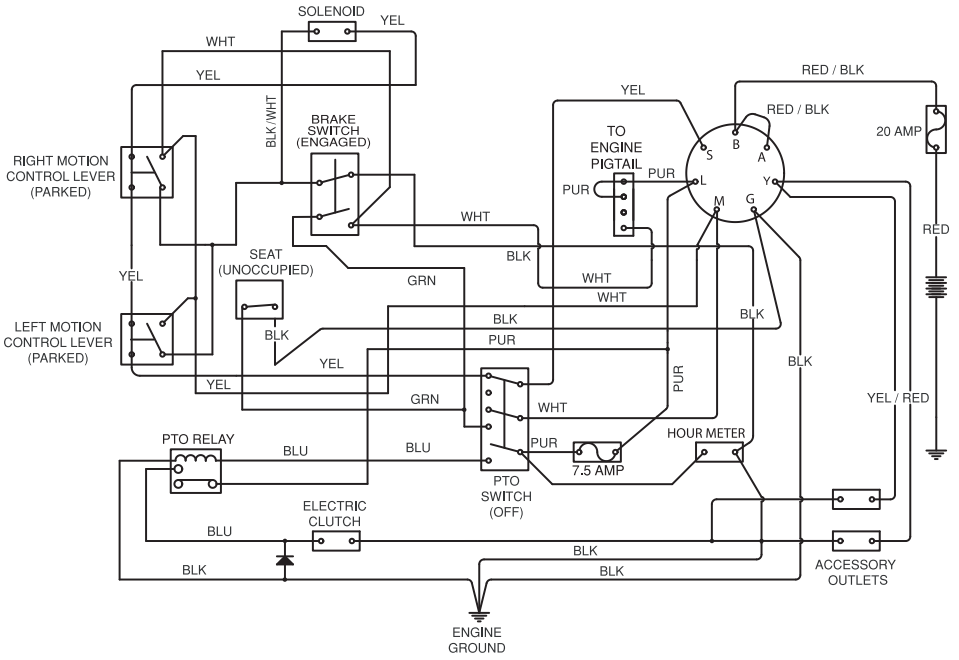 SOLENOID
YEL
WHT
YEL
RED / BLK
YEL
RED / BLK
BLK / WHT
BRAKE
SWITCH
(ENGAGED)
TO
ENGINE
PIGTAIL
20 AMP
B
A
S
L
Y
M
G
PUR
PUR
RIGHT MOTION
CONTROL LEVER
(PARKED)
WHT
RED
BLK
SEAT
(UNOCCUPIED)
GRN
YEL
WHT
WHT
BLK
BLK
BLK
LEFT MOTION
CONTROL LEVER
(PARKED)
PUR
BLK
YEL
PUR
YEL
GRN
WHT
YEL / RED
PTO RELAY
BLU
BLU
PUR
HOUR METER
7.5 AMP
PTO
SWITCH
(OFF)
ELECTRIC
CLUTCH
BLU
BLK
BLK
BLK
ACCESSORY
OUTLETS
ENGINE
GROUND